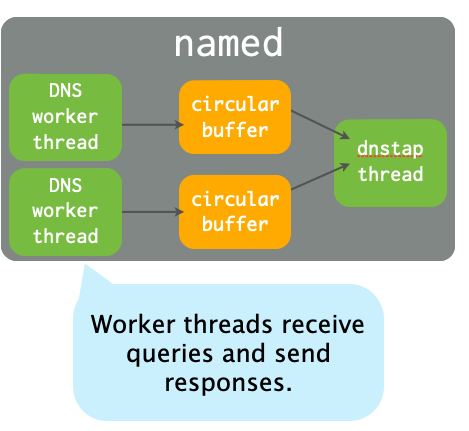 named
DNS
worker
thread
circular
buffer
dnstap
thread
DNS
worker
thread
circular
buffer
Worker threads receive
queries and send
responses.